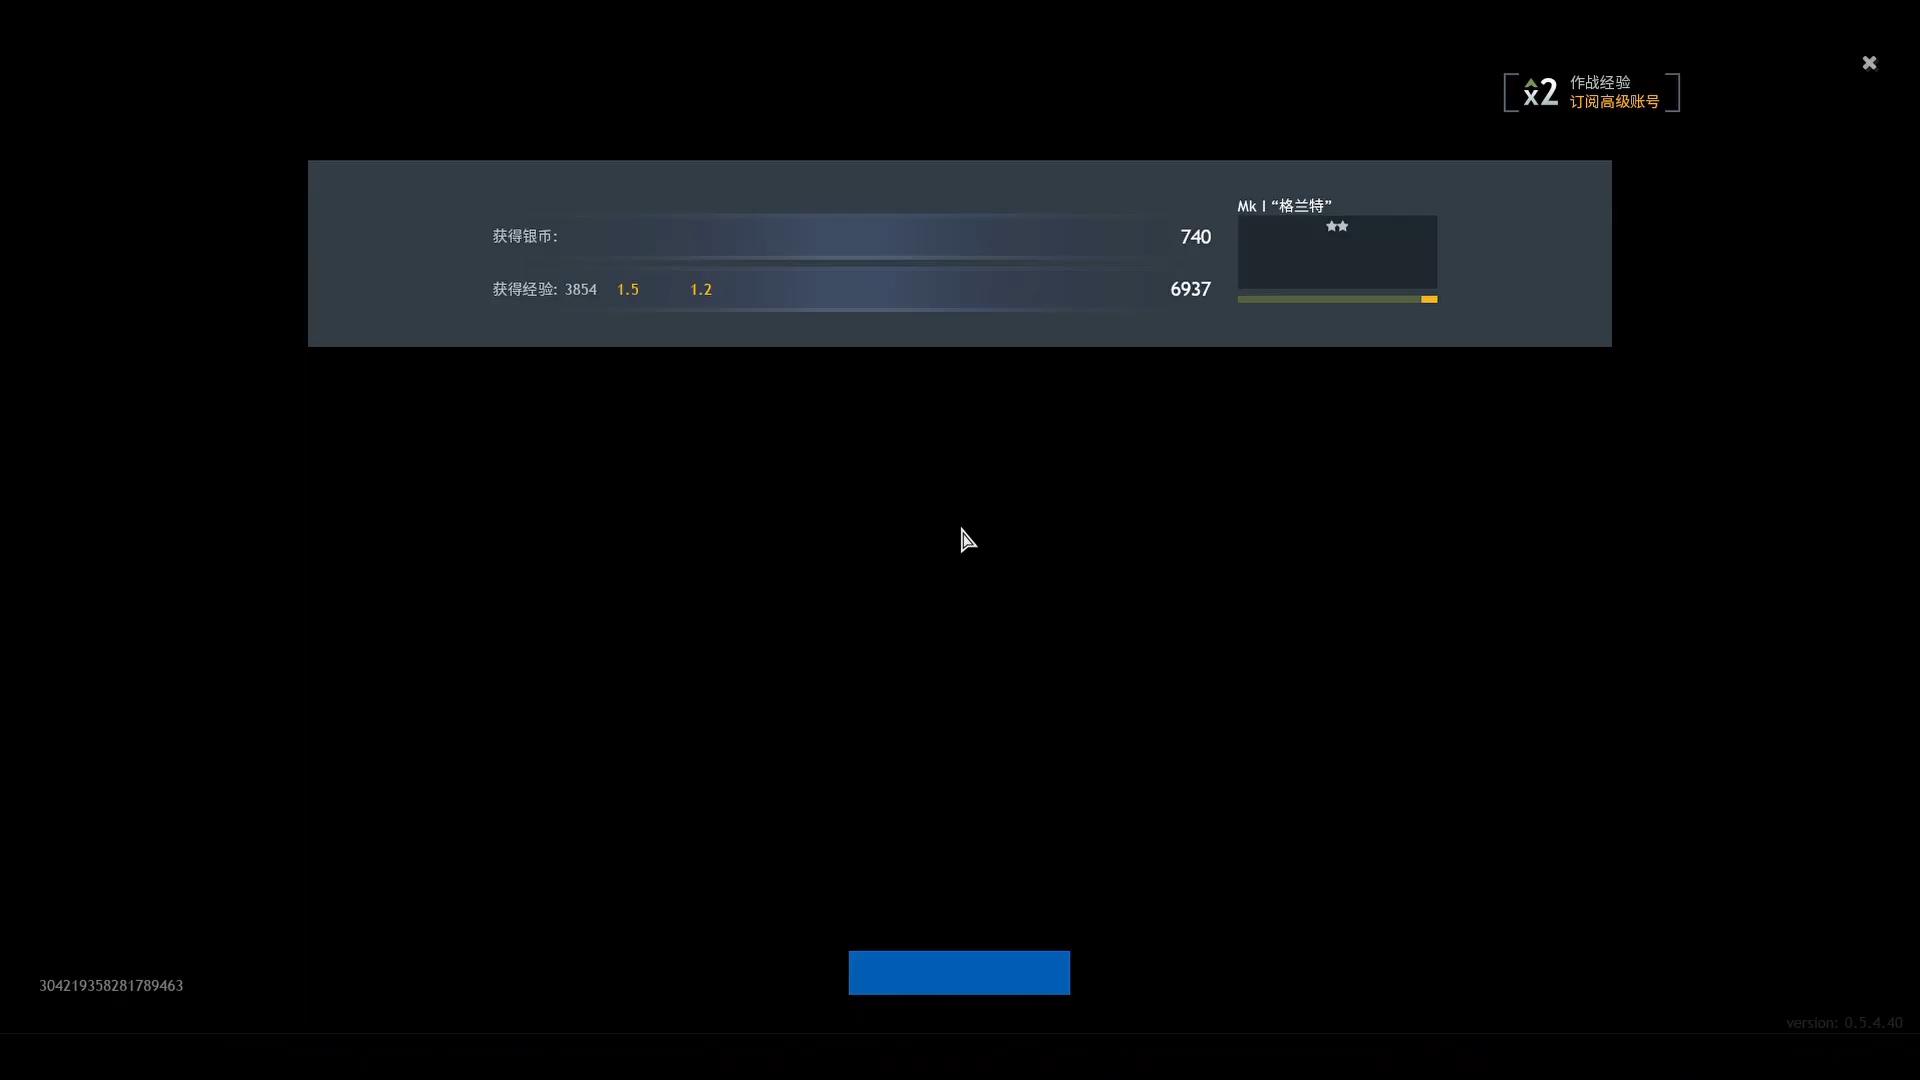 x2 作战经验
订阅高级账号
Mk I “格兰特”
获得银币: 740
获得经验: 3854 1.5 1.2 6937
304219358281789463
version: 0.5.4.40